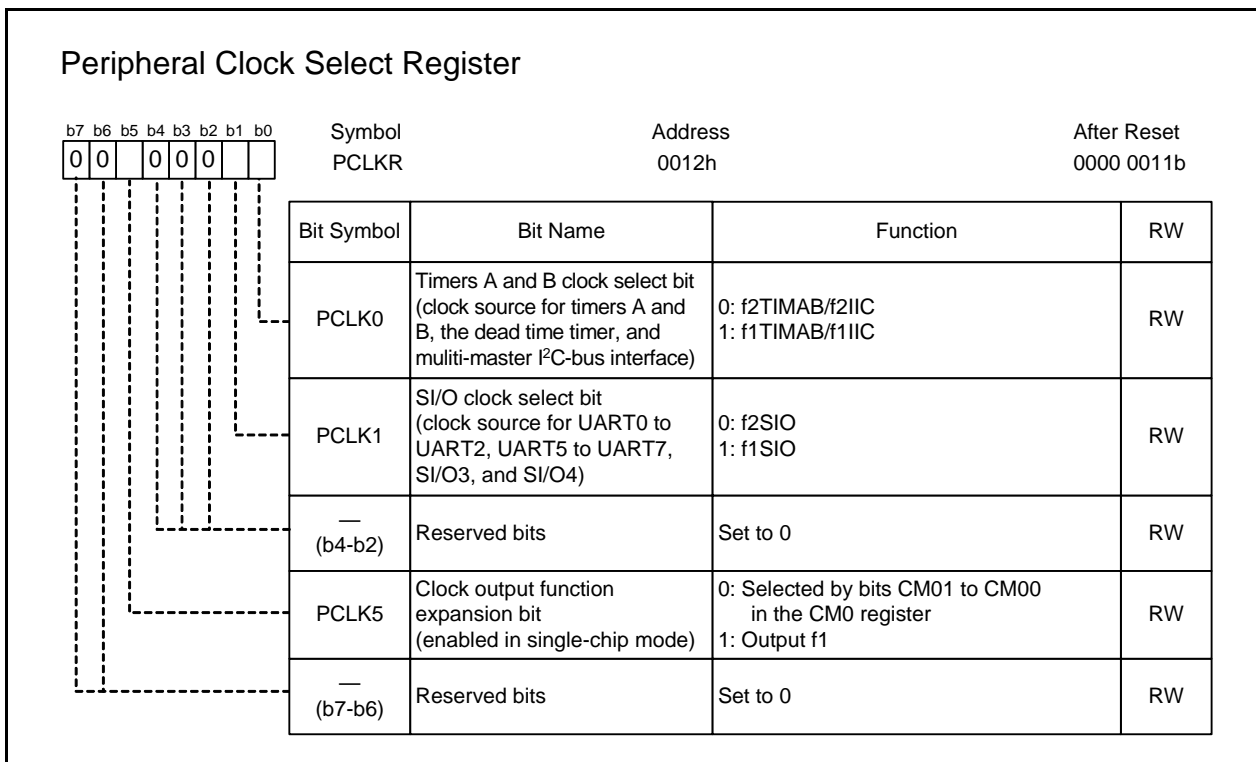 Peripheral Clock Select Register
b7 b6 b5 b4 b3 b2 b1 b0
Symbol Address After Reset
0 0 0 0 0
PCLKR 0012h 0000 0011b
Bit Symbol Bit Name Function RW
PCLK0
Timers A and B clock select bit
(clock source for timers A and
B, the dead time timer, and
muliti-master I²C-bus interface)
0: f2TIMAB/f2IIC
1: f1TIMAB/f1IIC
RW
PCLK1
SI/O clock select bit
(clock source for UART0 to
UART2, UART5 to UART7,
SI/O3, and SI/O4)
0: f2SIO
1: f1SIO
RW
—
(b4-b2)
Reserved bits
Set to 0
RW
PCLK5
Clock output function
expansion bit
(enabled in single-chip mode)
0: Selected by bits CM01 to CM00
in the CM0 register
1: Output f1
RW
—
(b7-b6)
Reserved bits
Set to 0
RW